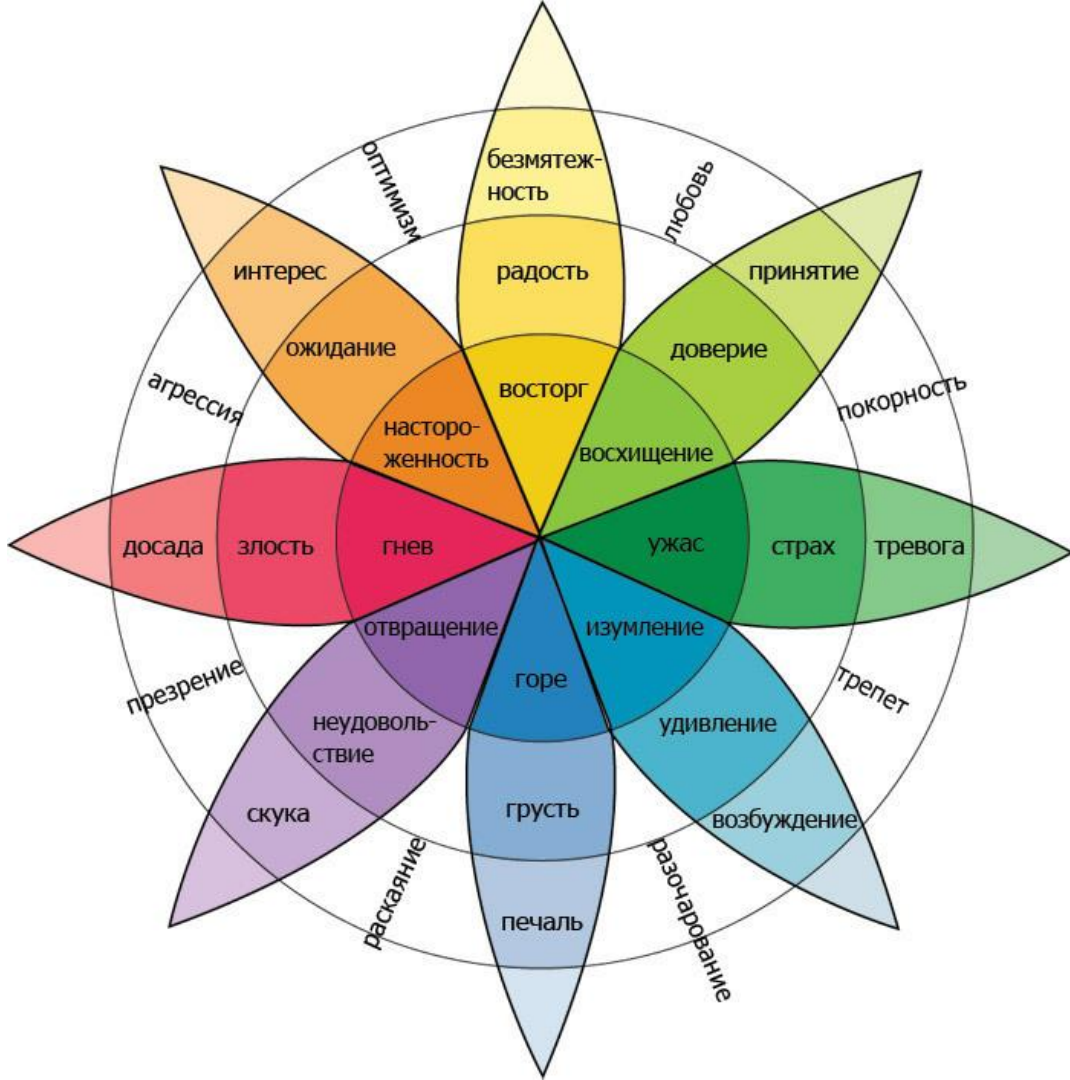 оптимизм
безмятеж-
ность
любовь
интерес
радость
принятие
ожидание
доверие
агрессия
восторг
покорность
насторо-
женность
восхищение
досада
злость
гнев
ужас
страх
тревога
отвращение
изумление
презрение
горе
трепет
неудоволь-
ствие
удивление
скука
грусть
возбуждение
раскаяние
печаль
разочарование